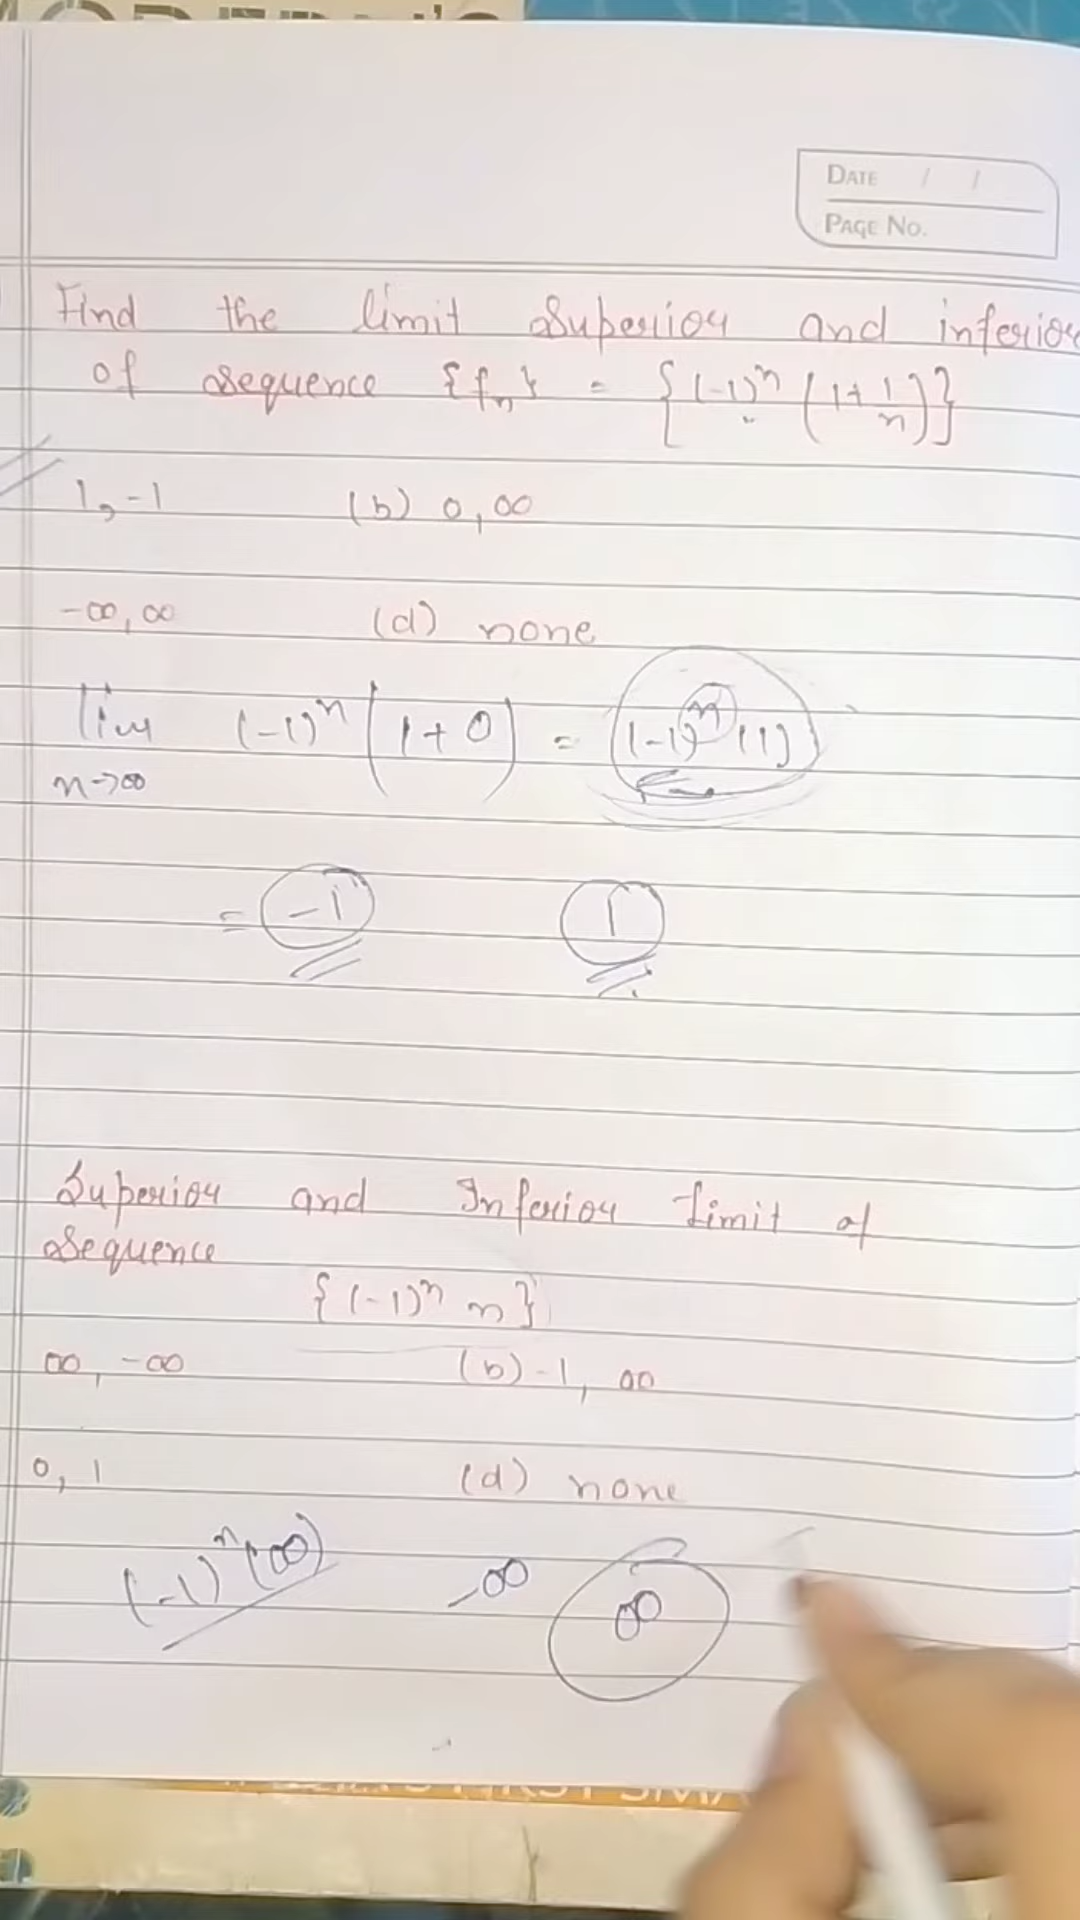 DATE / /
PAGE NO.
Find the limit Superior and inferior
of sequence {fn} = {(-1)^n (1+1/n)}
1, -1 (b) 0, ∞
-∞, ∞ (d) none
lim n→∞ (-1)^n (1+0) = (-1)^n (1)
= -1 1
Superior and Inferior limit of
sequence
{(-1)^n n}
∞, -∞ (b) -1, ∞
0, 1 (d) none
(-1)^n (∞) -∞ ∞